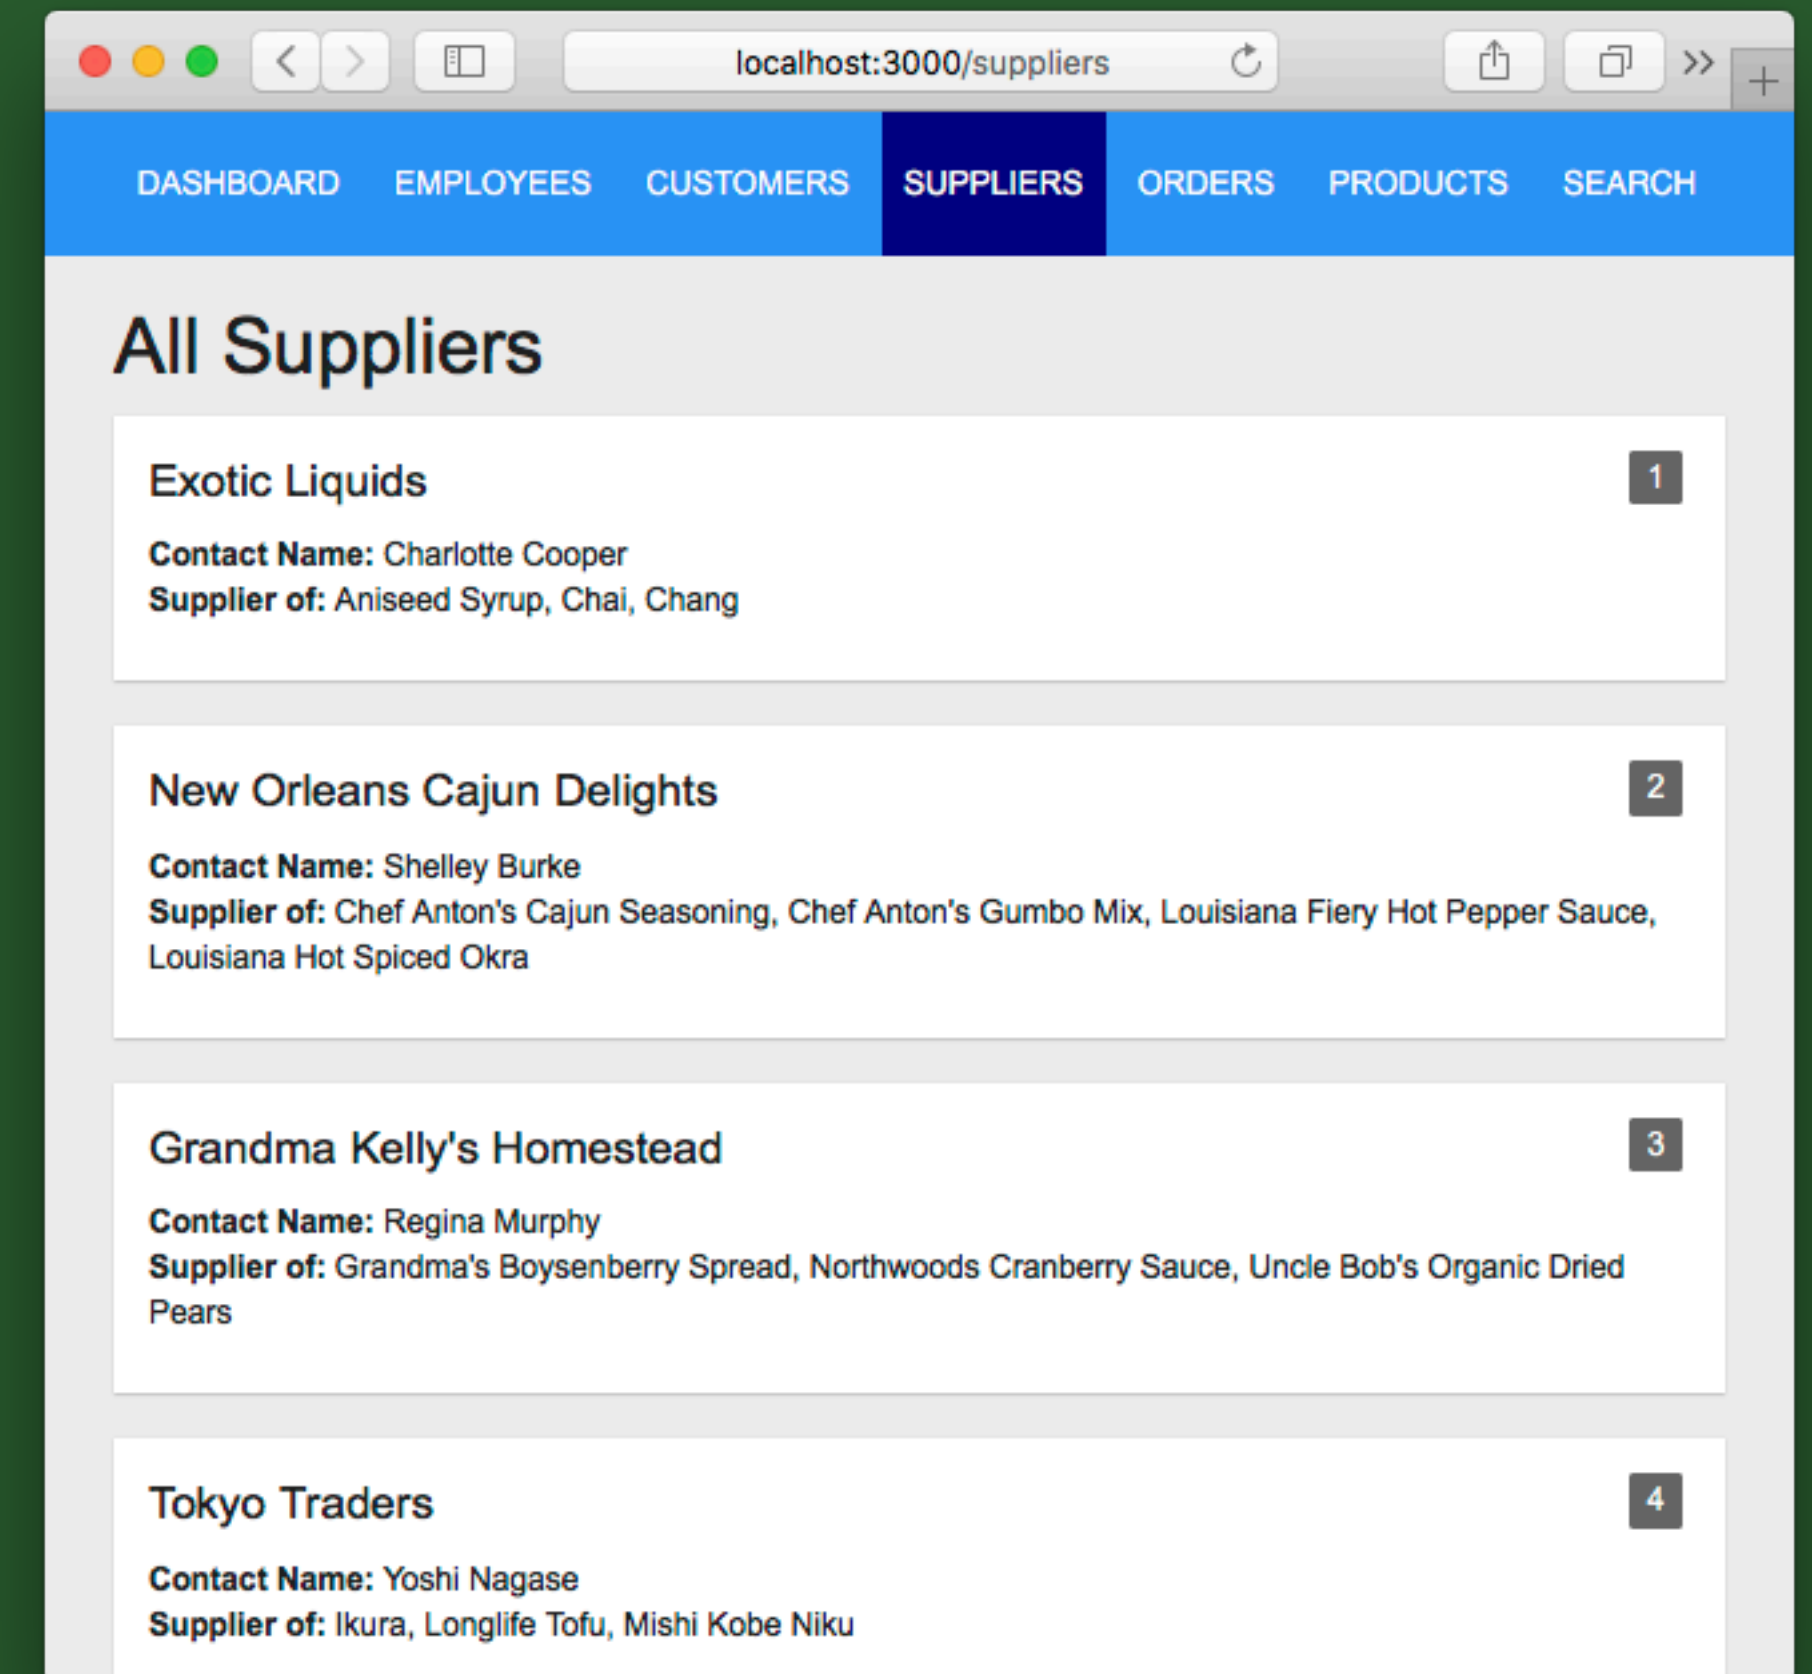 localhost:3000/suppliers
DASHBOARD EMPLOYEES CUSTOMERS SUPPLIERS ORDERS PRODUCTS SEARCH
All Suppliers
Exotic Liquids 1
Contact Name: Charlotte Cooper
Supplier of: Aniseed Syrup, Chai, Chang
New Orleans Cajun Delights 2
Contact Name: Shelley Burke
Supplier of: Chef Anton's Cajun Seasoning, Chef Anton's Gumbo Mix, Louisiana Fiery Hot Pepper Sauce,
Louisiana Hot Spiced Okra
Grandma Kelly's Homestead 3
Contact Name: Regina Murphy
Supplier of: Grandma's Boysenberry Spread, Northwoods Cranberry Sauce, Uncle Bob's Organic Dried
Pears
Tokyo Traders 4
Contact Name: Yoshi Nagase
Supplier of: Ikura, Longlife Tofu, Mishi Kobe Niku